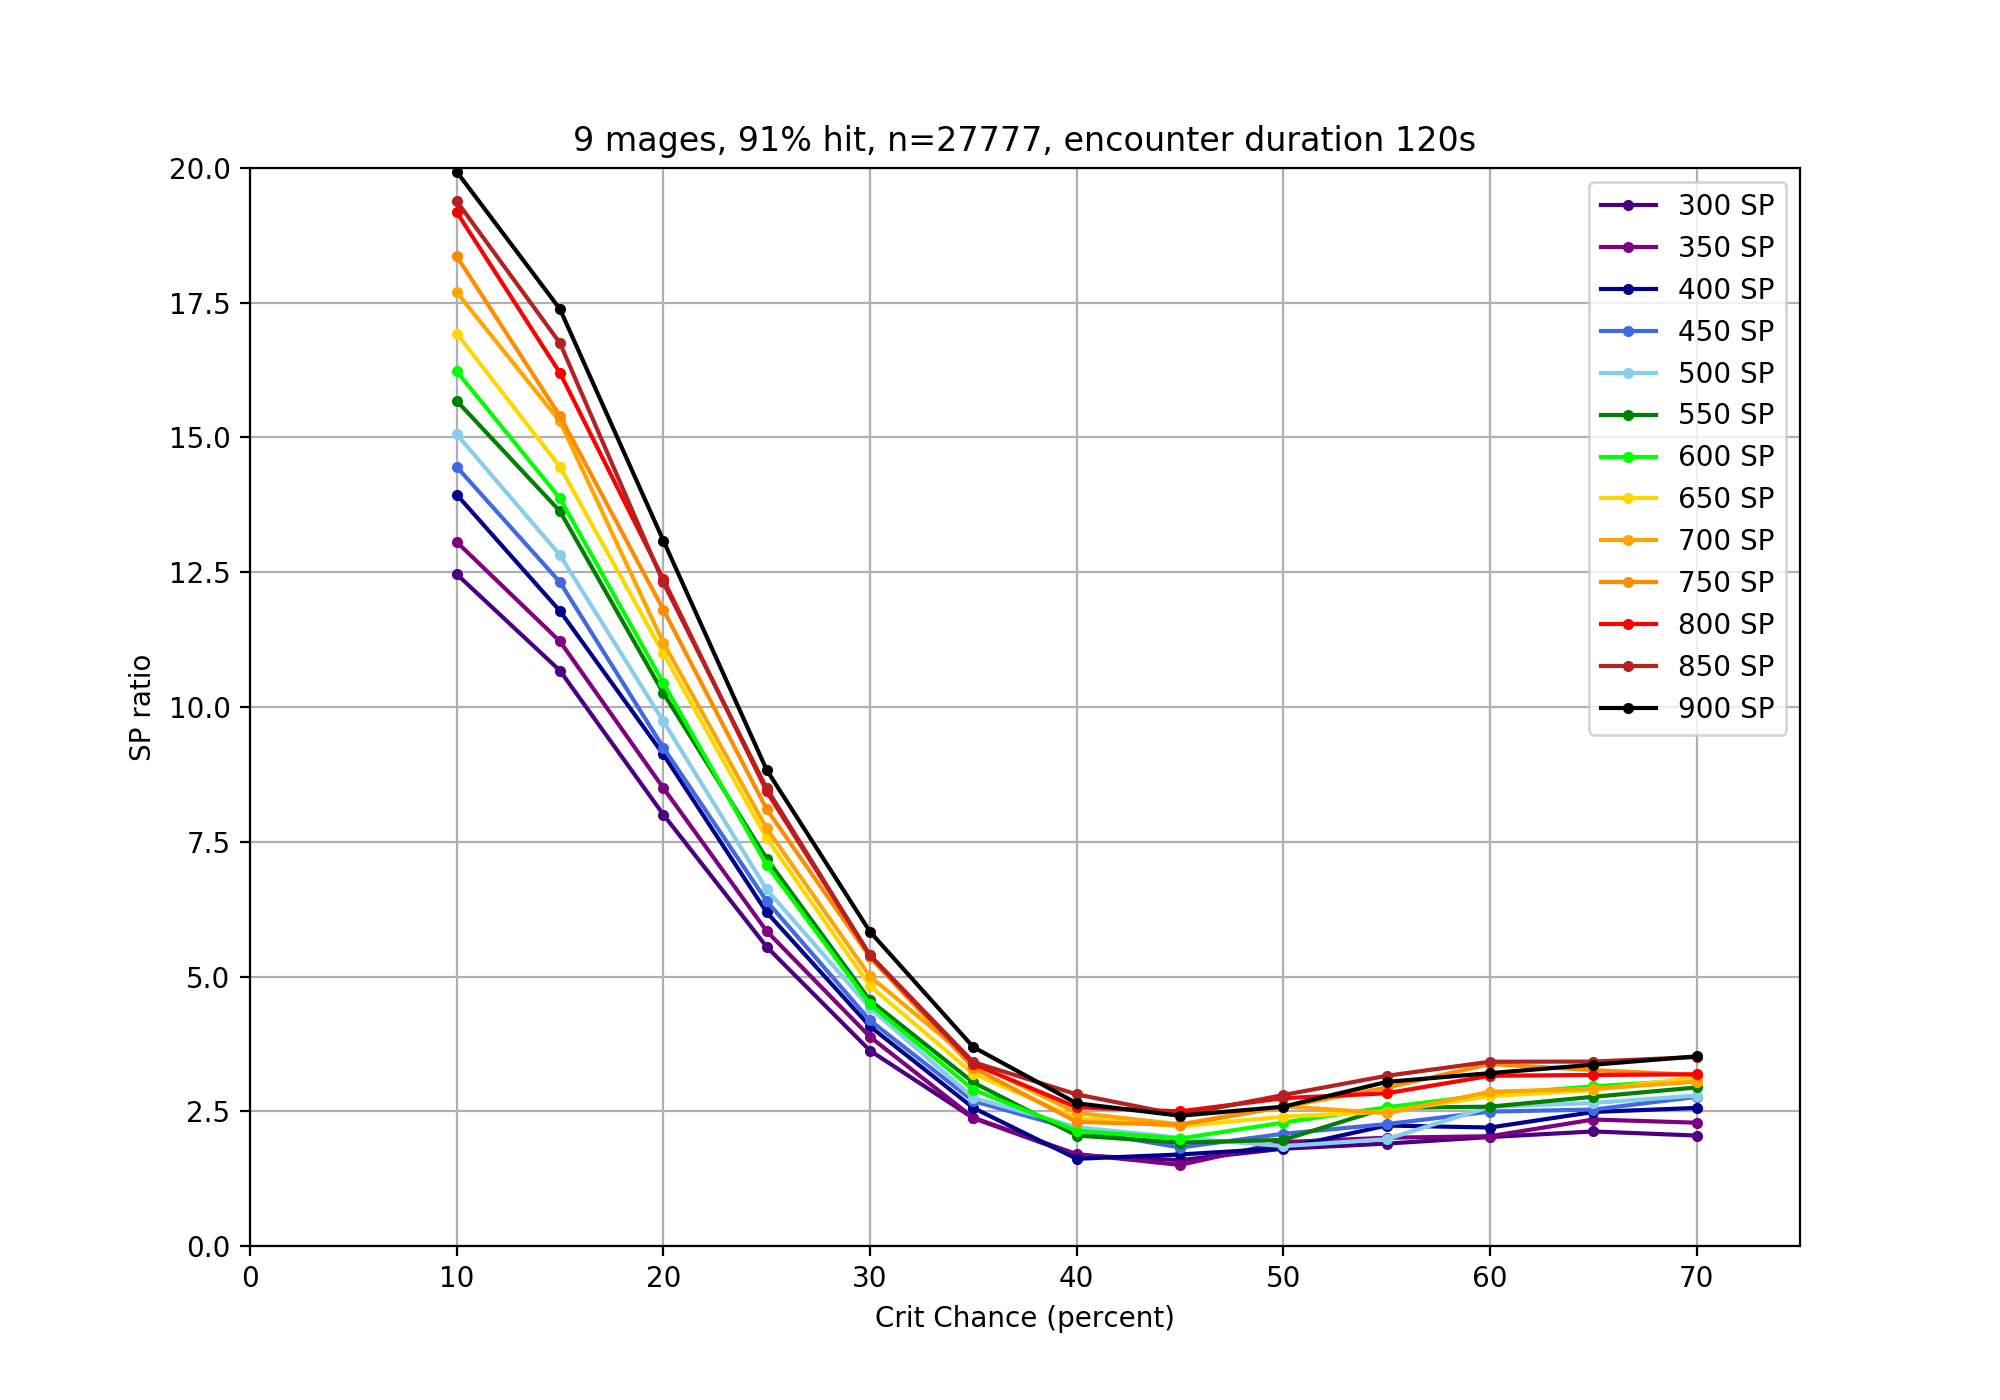 9 mages, 91% hit, n=27777, encounter duration 120s
20.0
17.5
15.0
12.5
10.0
7.5
5.0
2.5
0.0
SP ratio
300 SP
350 SP
400 SP
450 SP
500 SP
550 SP
600 SP
650 SP
700 SP
750 SP
800 SP
850 SP
900 SP
0 10 20 30 40 50 60 70
Crit Chance (percent)